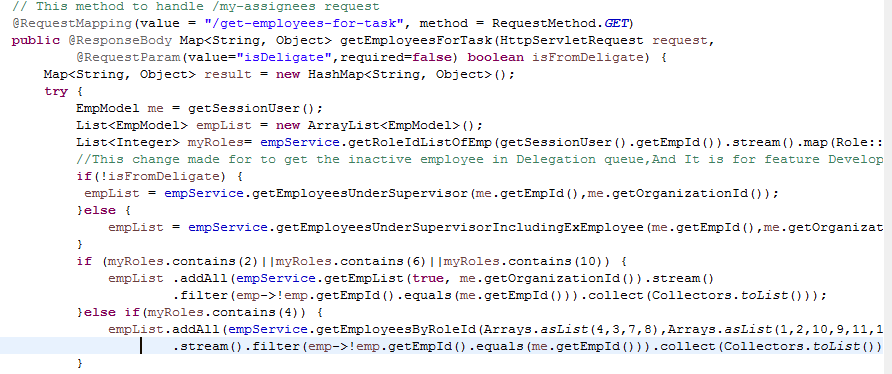 // This method to handle /my-assignees request
@RequestMapping(value = "/get-employees-for-task", method = RequestMethod.GET)
public @ResponseBody Map<String, Object> getEmployeesForTask(HttpServletRequest request,
@RequestParam(value="isDeligate",required=false) boolean isFromDeligate) {
Map<String, Object> result = new HashMap<String, Object>();
try {
EmpModel me = getSessionUser();
List<EmpModel> empList = new ArrayList<EmpModel>();
List<Integer> myRoles= empService.getRoleIdListOfEmp(getSessionUser().getEmpId()).stream().map(Role::
//This change made for to get the inactive employee in Delegation queue,And It is for feature Develop
if(!isFromDeligate) {
empList = empService.getEmployeesUnderSupervisor(me.getEmpId(),me.getOrganizationId());
}else {
empList = empService.getEmployeesUnderSupervisorIncludingExEmployee(me.getEmpId(),me.getOrganizat
}
if (myRoles.contains(2)||myRoles.contains(6)||myRoles.contains(10)) {
empList .addAll(empService.getEmpList(true, me.getOrganizationId()).stream()
.filter(emp->!emp.getEmpId().equals(me.getEmpId())).collect(Collectors.toList()));
}else if(myRoles.contains(4)) {
empList.addAll(empService.getEmployeesByRoleId(Arrays.asList(4,3,7,8),Arrays.asList(1,2,10,9,11,1
.stream().filter(emp->!emp.getEmpId().equals(me.getEmpId())).collect(Collectors.toList())
}